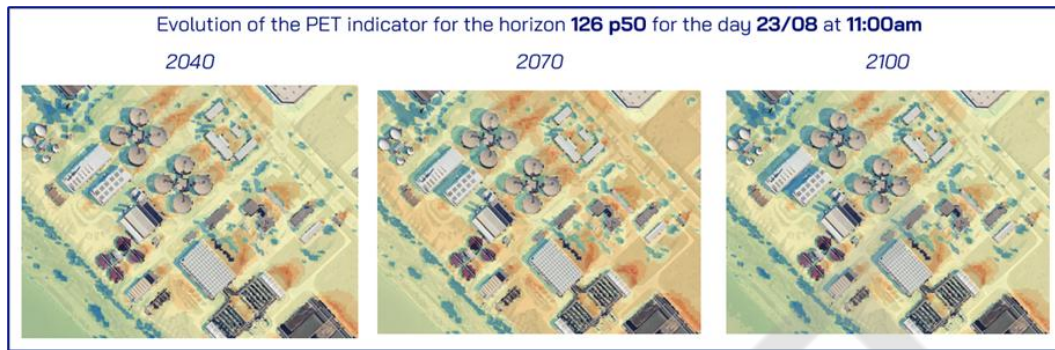 Evolution of the PET indicator for the horizon 126 p50 for the day 23/08 at 11:00am
2040 2070 2100